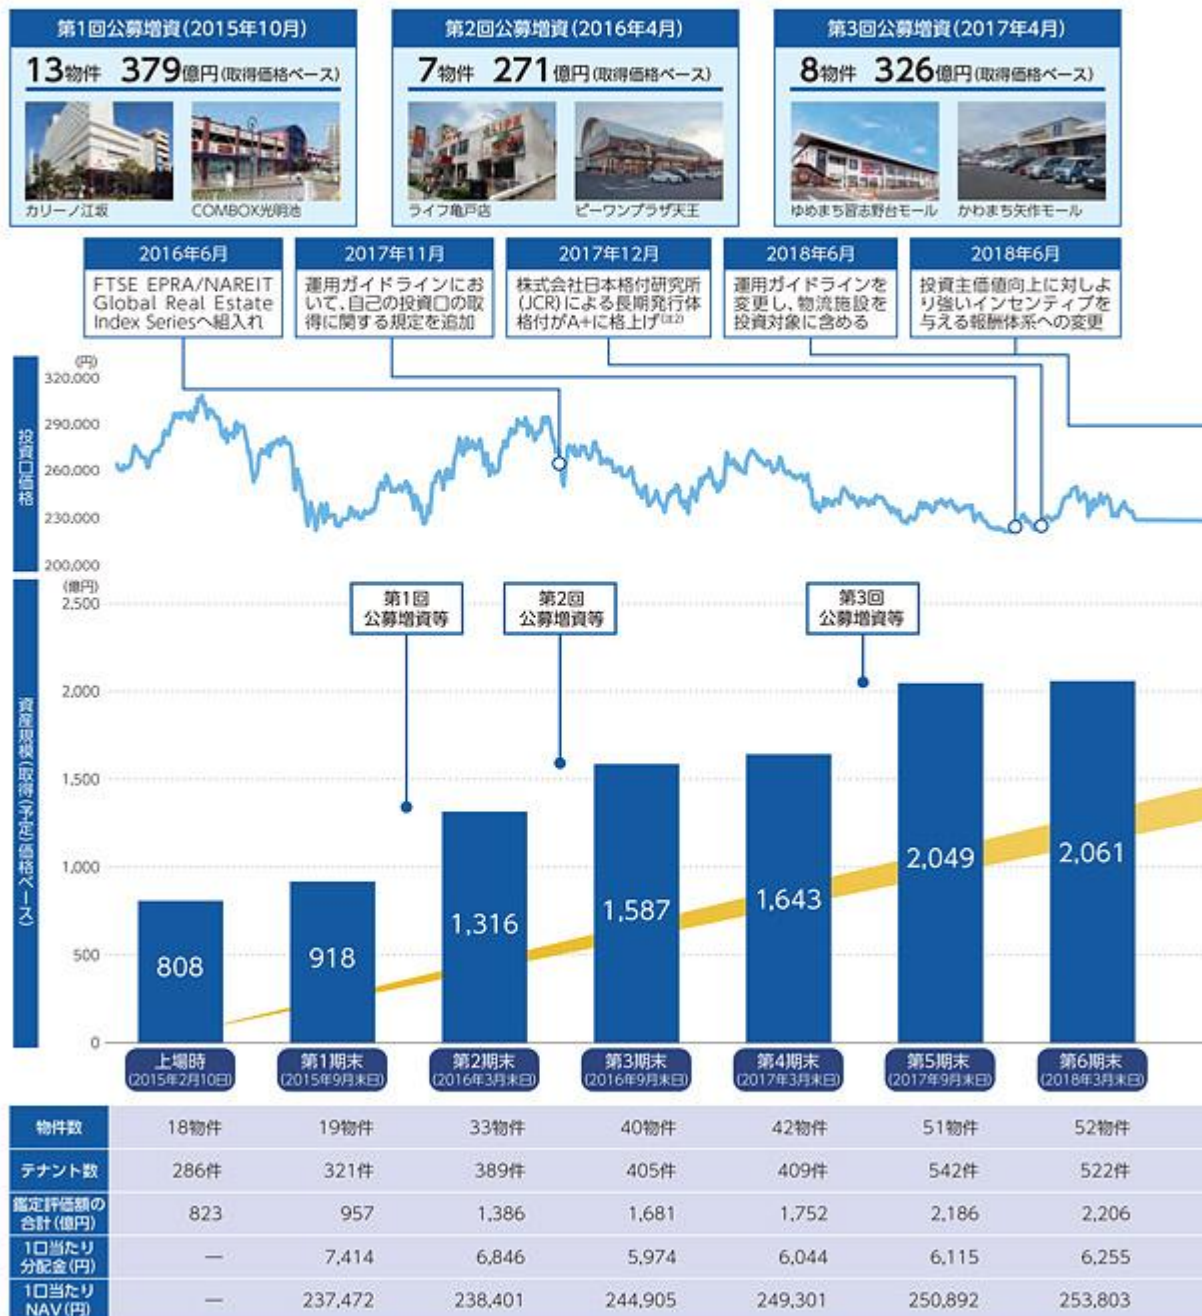 第1回公募増資(2015年10月)
13物件 379億円(取得価格ベース)
カリーノ江坂
COMBOX光明池
第2回公募増資(2016年4月)
7物件 271億円(取得価格ベース)
ライフ亀戸店
ビーワンプラザ天王
第3回公募増資(2017年4月)
8物件 326億円(取得価格ベース)
ゆめまち習志野台モール
かわまち矢作モール
2016年6月
FTSE EPRA/NAREIT
Global Real Estate
Index Seriesへ組入れ
2017年11月
運用ガイドラインにお
いて、自己の投資口の取
得に関する規定を追加
2017年12月
株式会社日本格付研究所
(JCR)による長期発行体
格付がA+に格上げ(注2)
2018年6月
運用ガイドラインを
変更し、物流施設を
投資対象に含める
2018年6月
投資主価値向上に対しよ
り強いインセンティブを
与える報酬体系への変更
投資口価格
(円)
320,000
290,000
260,000
230,000
200,000
資産規模(取得(予定)価格ベース)
(億円)
2,500
2,000
1,500
1,000
500
0
第1回
公募増資等
第2回
公募増資等
第3回
公募増資等
808
918
1,316
1,587
1,643
2,049
2,061
上場時
(2015年2月10日)
第1期末
(2015年9月末日)
第2期末
(2016年3月末日)
第3期末
(2016年9月末日)
第4期末
(2017年3月末日)
第5期末
(2017年9月末日)
第6期末
(2018年3月末日)
物件数 18物件 19物件 33物件 40物件 42物件 51物件 52物件
テナント数 286件 321件 389件 405件 409件 542件 522件
鑑定評価額の
合計(億円) 823 957 1,386 1,681 1,752 2,186 2,206
1口当たり
分配金(円) — 7,414 6,846 5,974 6,044 6,115 6,255
1口当たり
NAV(円) — 237,472 238,401 244,905 249,301 250,892 253,803